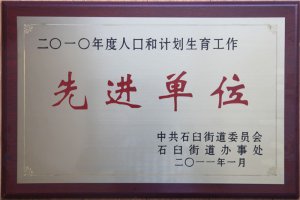 二〇一〇年度人口和计划生育工作
先进单位
中共石臼街道委员会
石臼街道办事处
二〇一一年一月